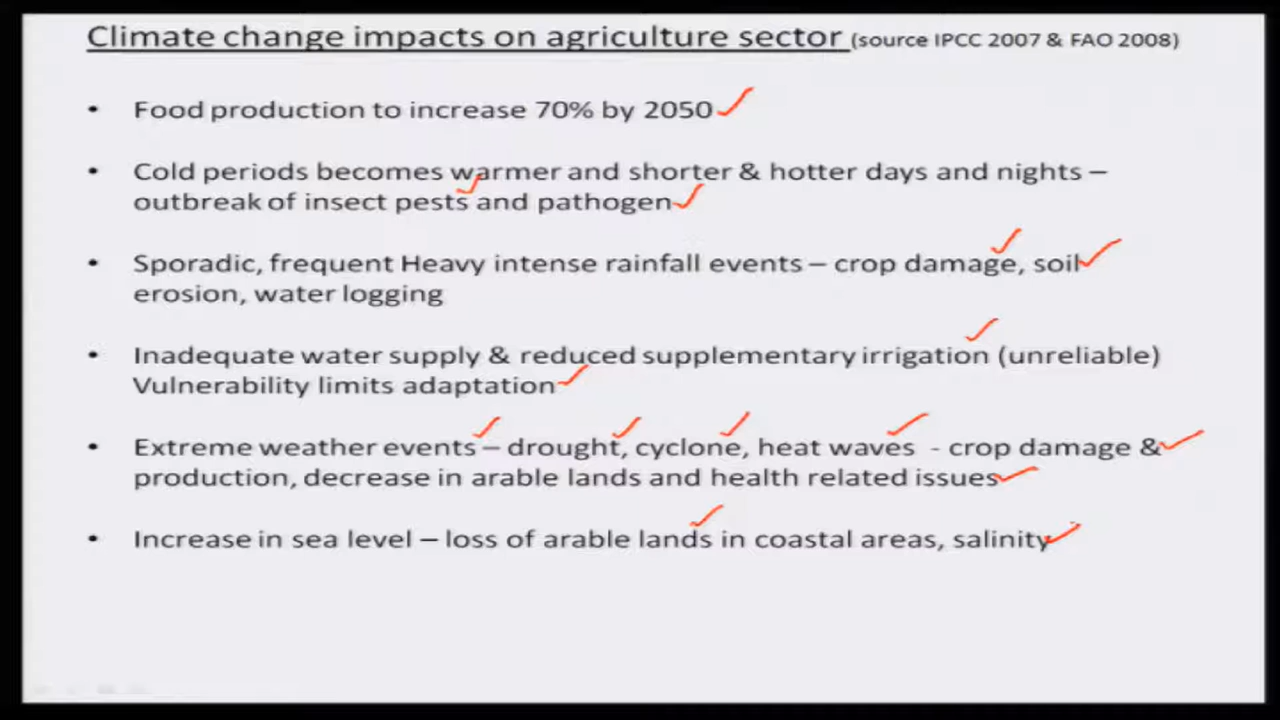 Climate change impacts on agriculture sector (source IPCC 2007 & FAO 2008)
• Food production to increase 70% by 2050
• Cold periods becomes warmer and shorter & hotter days and nights –
outbreak of insect pests and pathogen
• Sporadic, frequent Heavy intense rainfall events – crop damage, soil
erosion, water logging
• Inadequate water supply & reduced supplementary irrigation (unreliable)
Vulnerability limits adaptation
• Extreme weather events – drought, cyclone, heat waves - crop damage &
production, decrease in arable lands and health related issues
• Increase in sea level – loss of arable lands in coastal areas, salinity